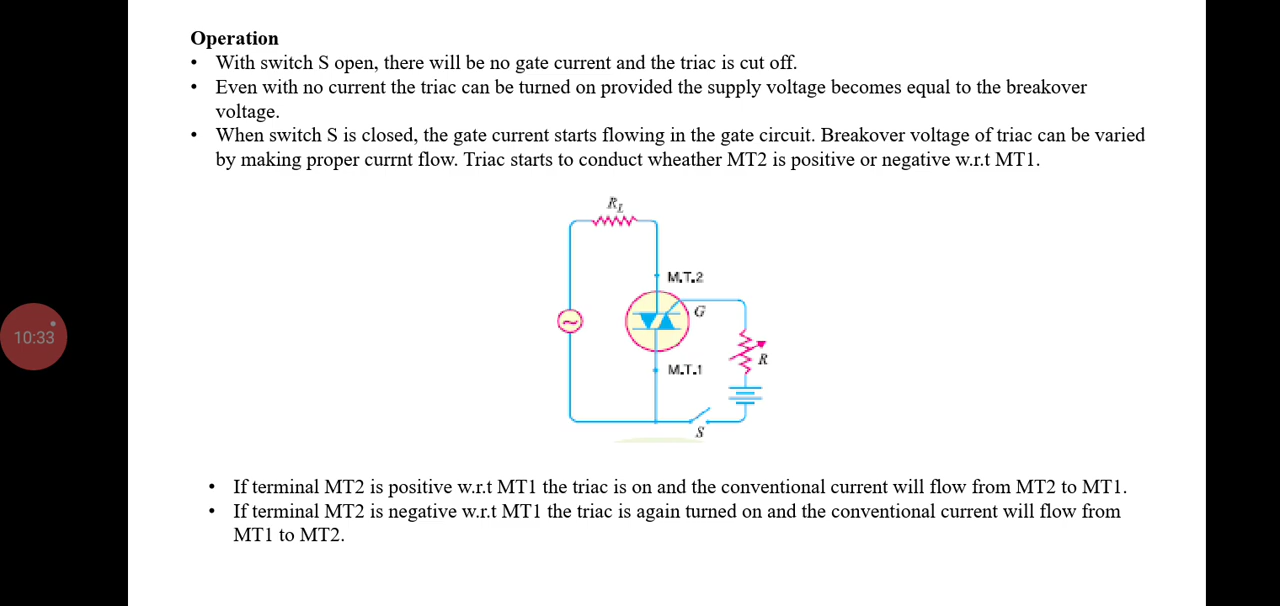 Operation
• With switch S open, there will be no gate current and the triac is cut off.
• Even with no current the triac can be turned on provided the supply voltage becomes equal to the breakover
voltage.
• When switch S is closed, the gate current starts flowing in the gate circuit. Breakover voltage of triac can be varied
by making proper currnt flow. Triac starts to conduct wheather MT2 is positive or negative w.r.t MT1.
RL
M.T.2
G
10:33
R
M.T.1
S
• If terminal MT2 is positive w.r.t MT1 the triac is on and the conventional current will flow from MT2 to MT1.
• If terminal MT2 is negative w.r.t MT1 the triac is again turned on and the conventional current will flow from
MT1 to MT2.